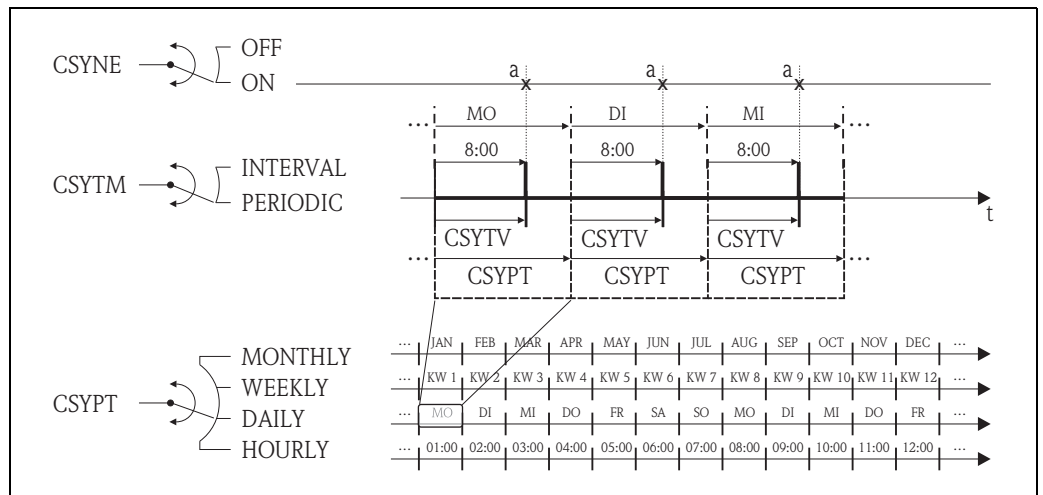 CSYNE
OFF
ON
a a a
... MO DI MI ...
8:00 8:00 8:00
CSYTM
INTERVAL
PERIODIC
t
CSYTV CSYTV CSYTV
... CSYPT CSYPT CSYPT ...
CSYPT
MONTHLY
WEEKLY
DAILY
HOURLY
... JAN FEB MAR APR MAY JUN JUL AUG SEP OCT NOV DEC ...
... KW 1 KW 2 KW 3 KW 4 KW 5 KW 6 KW 7 KW 8 KW 9 KW 10 KW 11 KW 12 ...
... MO DI MI DO FR SA SO MO DI MI DO FR ...
... 01:00 02:00 03:00 04:00 05:00 06:00 07:00 08:00 09:00 10:00 11:00 12:00 ...